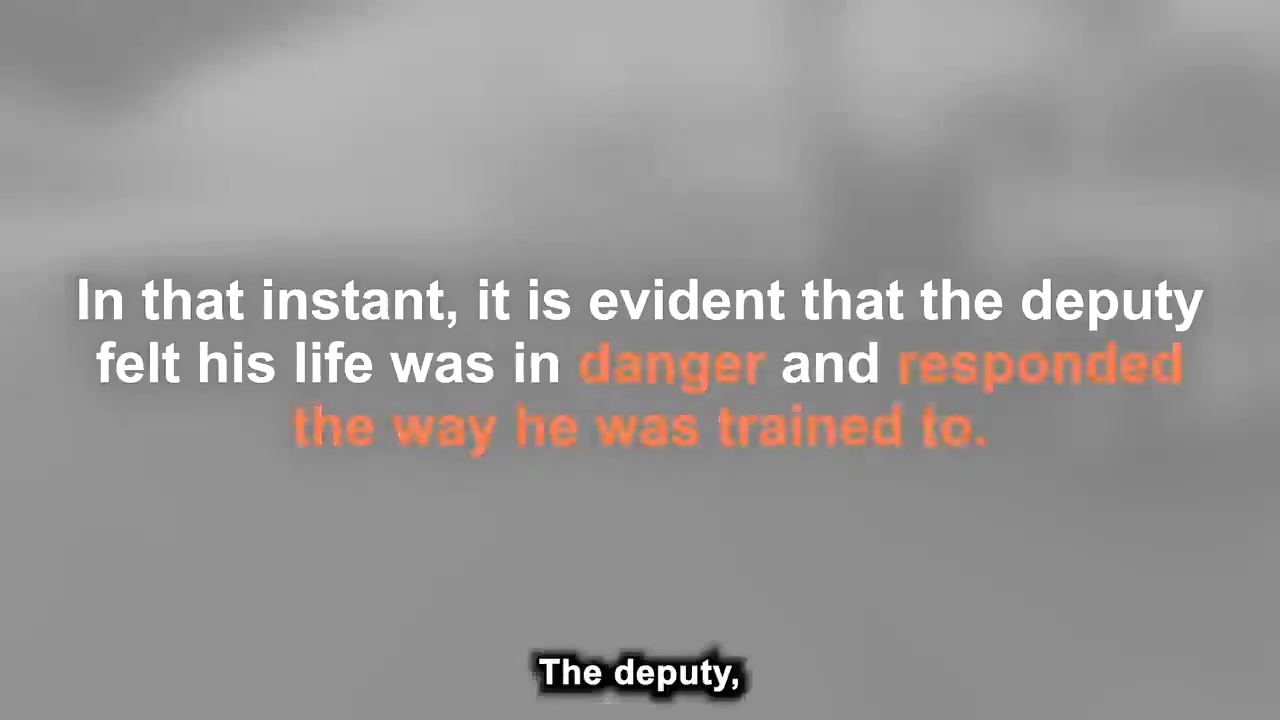 In that instant, it is evident that the deputy
felt his life was in danger and responded
the way he was trained to.
The deputy,